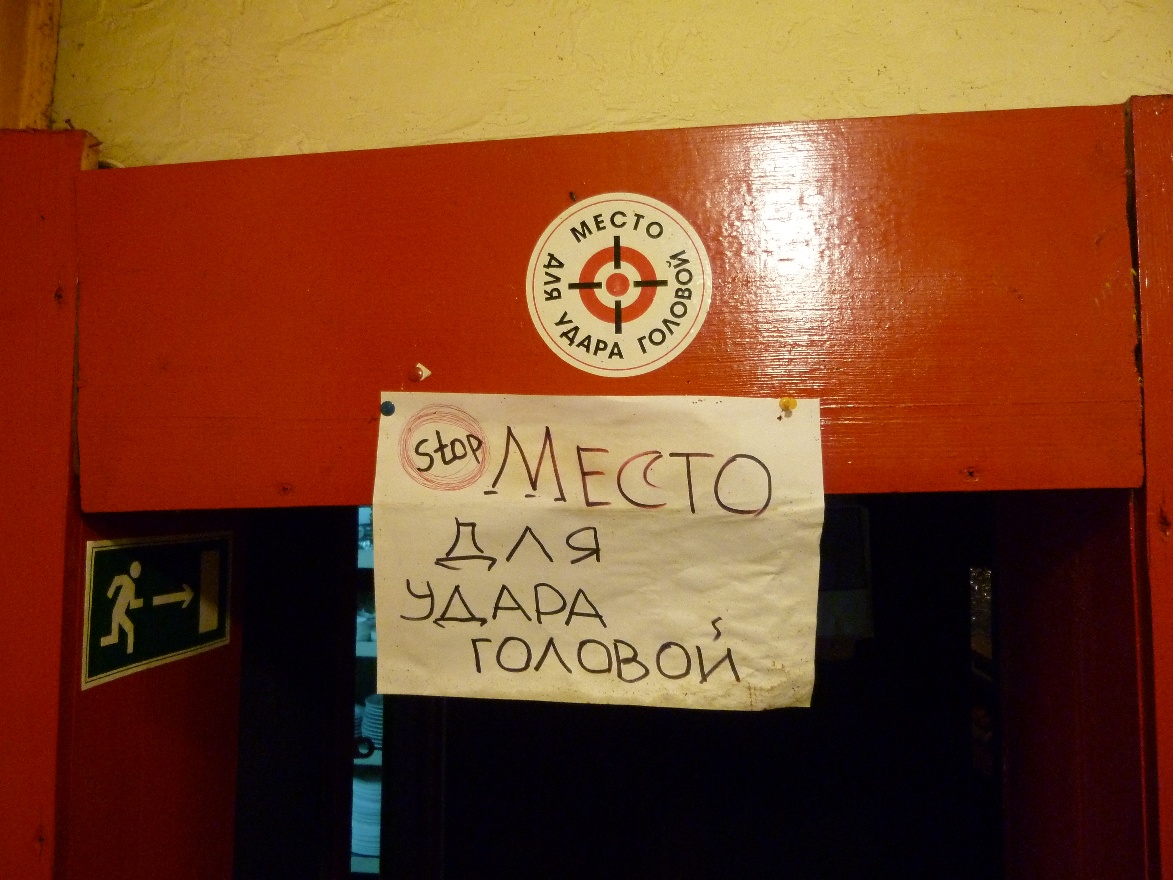 МЕСТО
ДЛЯ УДАРА ГОЛОВОЙ
stop МЕСТО
ДЛЯ
УДАРА
ГОЛОВОЙ